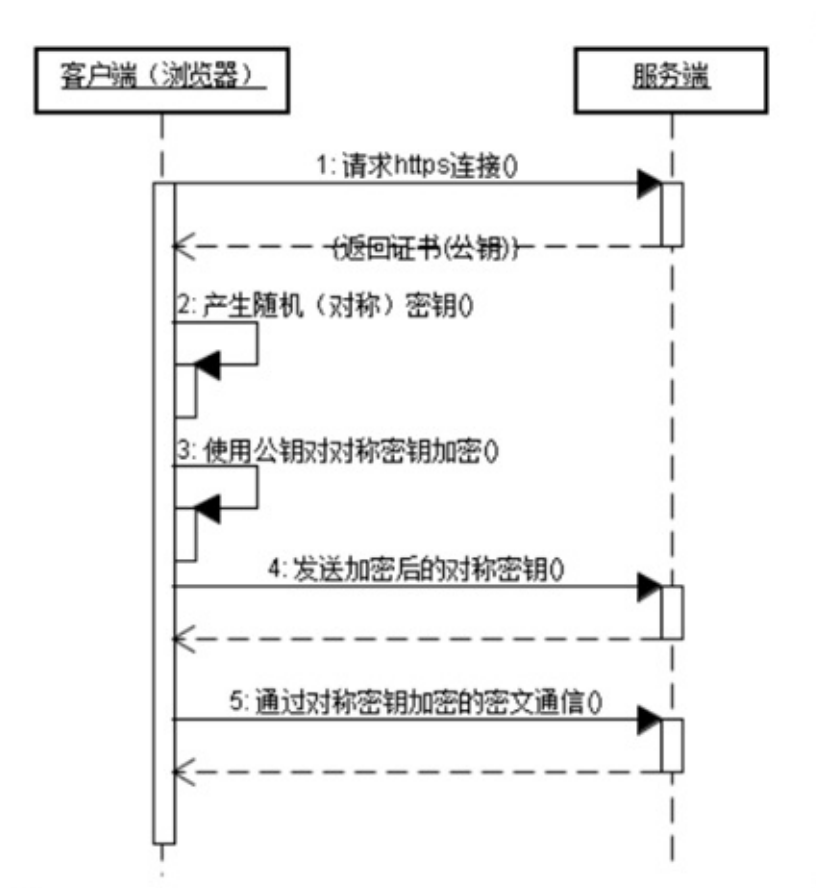 客户端（浏览器）
服务端
1: 请求https连接()
{返回证书(公钥)}
2: 产生随机（对称）密钥()
3: 使用公钥对对称密钥加密()
4: 发送加密后的对称密钥()
5: 通过对称密钥加密的密文通信()